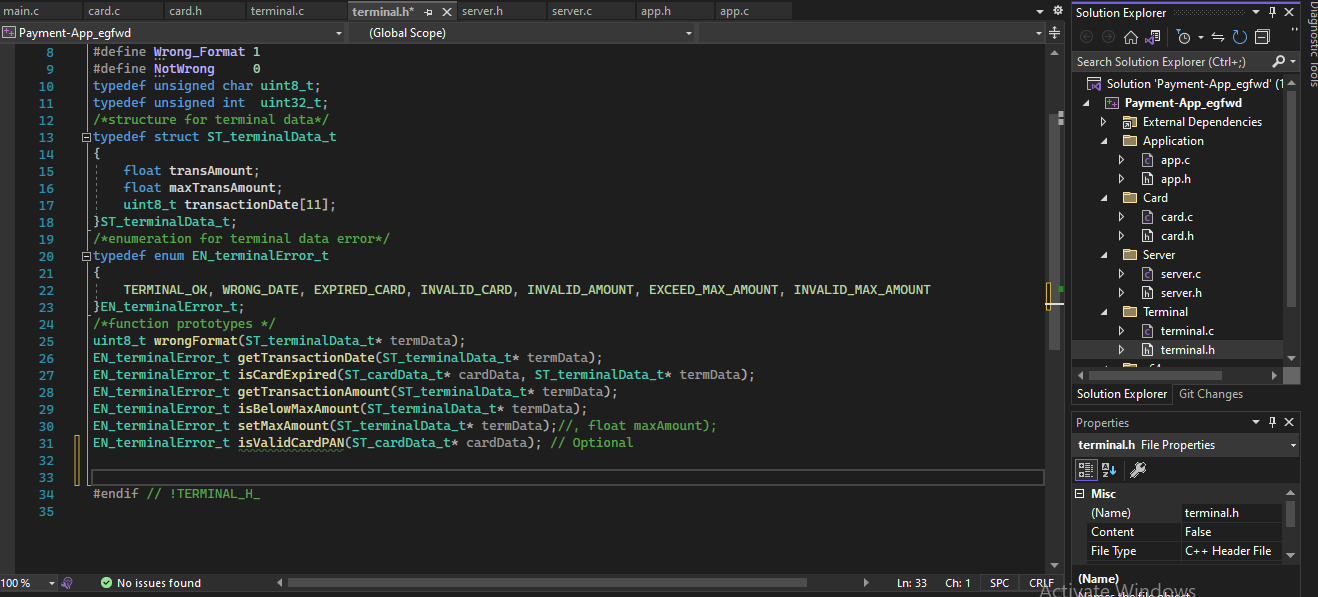 main.c card.c card.h terminal.c terminal.h* server.h server.c app.h app.c
Payment-App_egfwd (Global Scope)
8 #define Wrong_Format 1
9 #define NotWrong 0
10 typedef unsigned char uint8_t;
11 typedef unsigned int uint32_t;
12 /*structure for terminal data*/
13 typedef struct ST_terminalData_t
14 {
15 float transAmount;
16 float maxTransAmount;
17 uint8_t transactionDate[11];
18 }ST_terminalData_t;
19 /*enumeration for terminal data error*/
20 typedef enum EN_terminalError_t
21 {
22 TERMINAL_OK, WRONG_DATE, EXPIRED_CARD, INVALID_CARD, INVALID_AMOUNT, EXCEED_MAX_AMOUNT, INVALID_MAX_AMOUNT
23 }EN_terminalError_t;
24 /*function prototypes */
25 uint8_t wrongFormat(ST_terminalData_t* termData);
26 EN_terminalError_t getTransactionDate(ST_terminalData_t* termData);
27 EN_terminalError_t isCardExpired(ST_cardData_t* cardData, ST_terminalData_t* termData);
28 EN_terminalError_t getTransactionAmount(ST_terminalData_t* termData);
29 EN_terminalError_t isBelowMaxAmount(ST_terminalData_t* termData);
30 EN_terminalError_t setMaxAmount(ST_terminalData_t* termData);//, float maxAmount);
31 EN_terminalError_t isValidCardPAN(ST_cardData_t* cardData); // Optional
32
33
34 #endif // !TERMINAL_H_
35
100 % No issues found Ln: 33 Ch: 1 SPC CRLF
Solution Explorer
Search Solution Explorer (Ctrl+;)
Solution 'Payment-App_egfwd' (1
Payment-App_egfwd
External Dependencies
Application
app.c
app.h
Card
card.c
card.h
Server
server.c
server.h
Terminal
terminal.c
terminal.h
Solution Explorer Git Changes
Properties
terminal.h File Properties
Misc
(Name) terminal.h
Content False
File Type C++ Header File
(Name)
Names the file object
Activate Windows
Diagnostic Tools